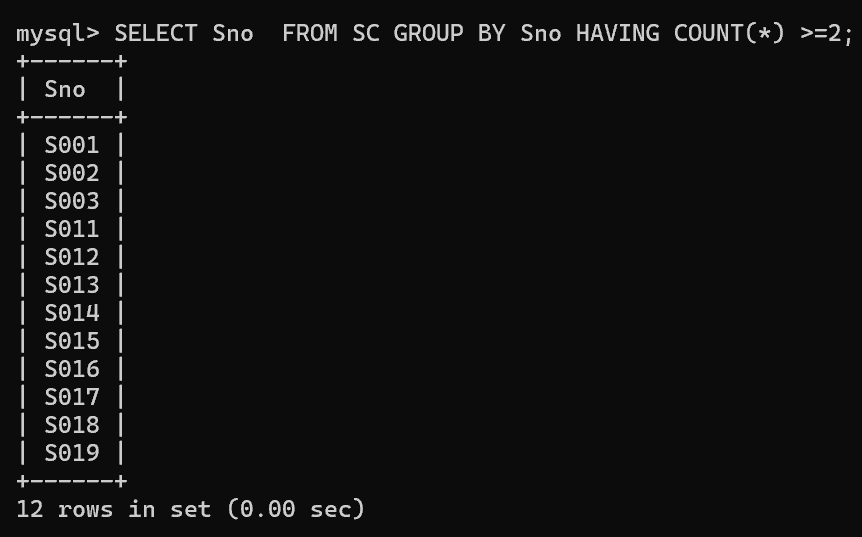 mysql> SELECT Sno  FROM SC GROUP BY Sno HAVING COUNT(*) >=2;
+------+
| Sno  |
+------+
| S001 |
| S002 |
| S003 |
| S011 |
| S012 |
| S013 |
| S014 |
| S015 |
| S016 |
| S017 |
| S018 |
| S019 |
+------+
12 rows in set (0.00 sec)